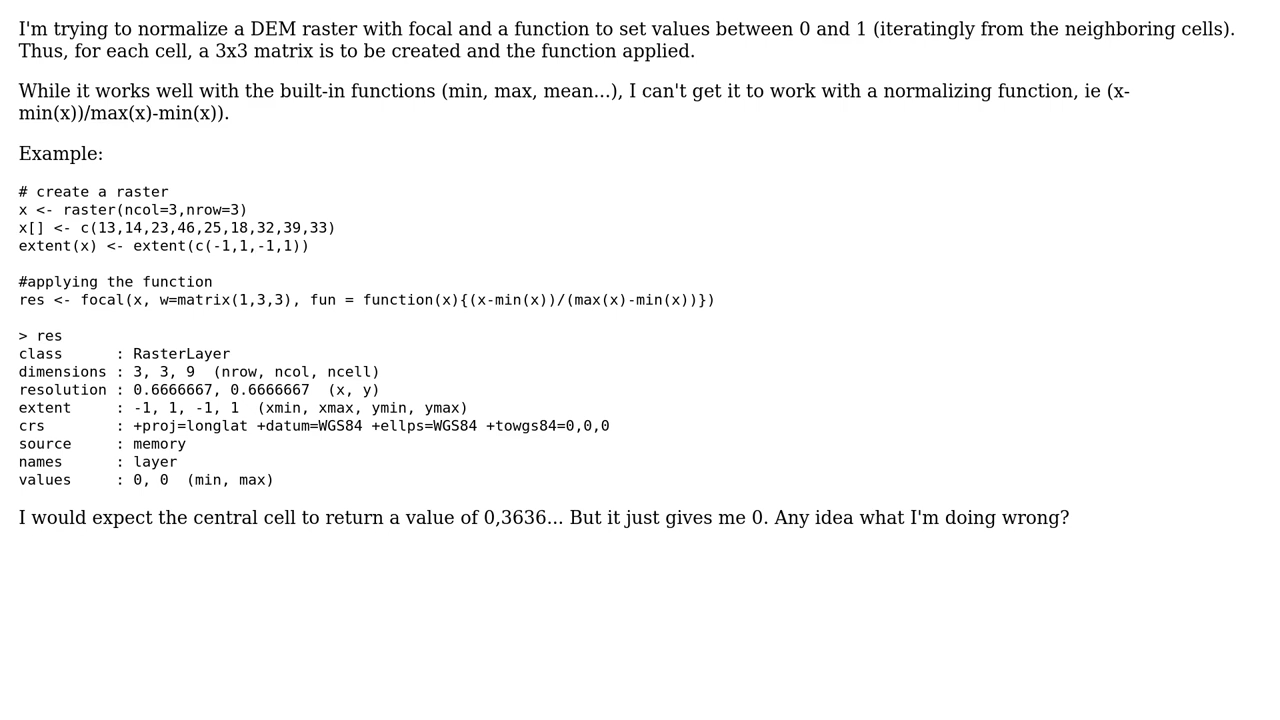 I'm trying to normalize a DEM raster with focal and a function to set values between 0 and 1 (iteratingly from the neighboring cells).
Thus, for each cell, a 3x3 matrix is to be created and the function applied.
While it works well with the built-in functions (min, max, mean...), I can't get it to work with a normalizing function, ie (x-
min(x))/max(x)-min(x)).
Example:
# create a raster
x <- raster(ncol=3,nrow=3)
x[] <- c(13,14,23,46,25,18,32,39,33)
extent(x) <- extent(c(-1,1,-1,1))
#applying the function
res <- focal(x, w=matrix(1,3,3), fun = function(x){(x-min(x))/(max(x)-min(x))})
> res
class      : RasterLayer
dimensions : 3, 3, 9  (nrow, ncol, ncell)
resolution : 0.6666667, 0.6666667  (x, y)
extent     : -1, 1, -1, 1  (xmin, xmax, ymin, ymax)
crs        : +proj=longlat +datum=WGS84 +ellps=WGS84 +towgs84=0,0,0
source     : memory
names      : layer
values     : 0, 0  (min, max)
I would expect the central cell to return a value of 0,3636... But it just gives me 0. Any idea what I'm doing wrong?